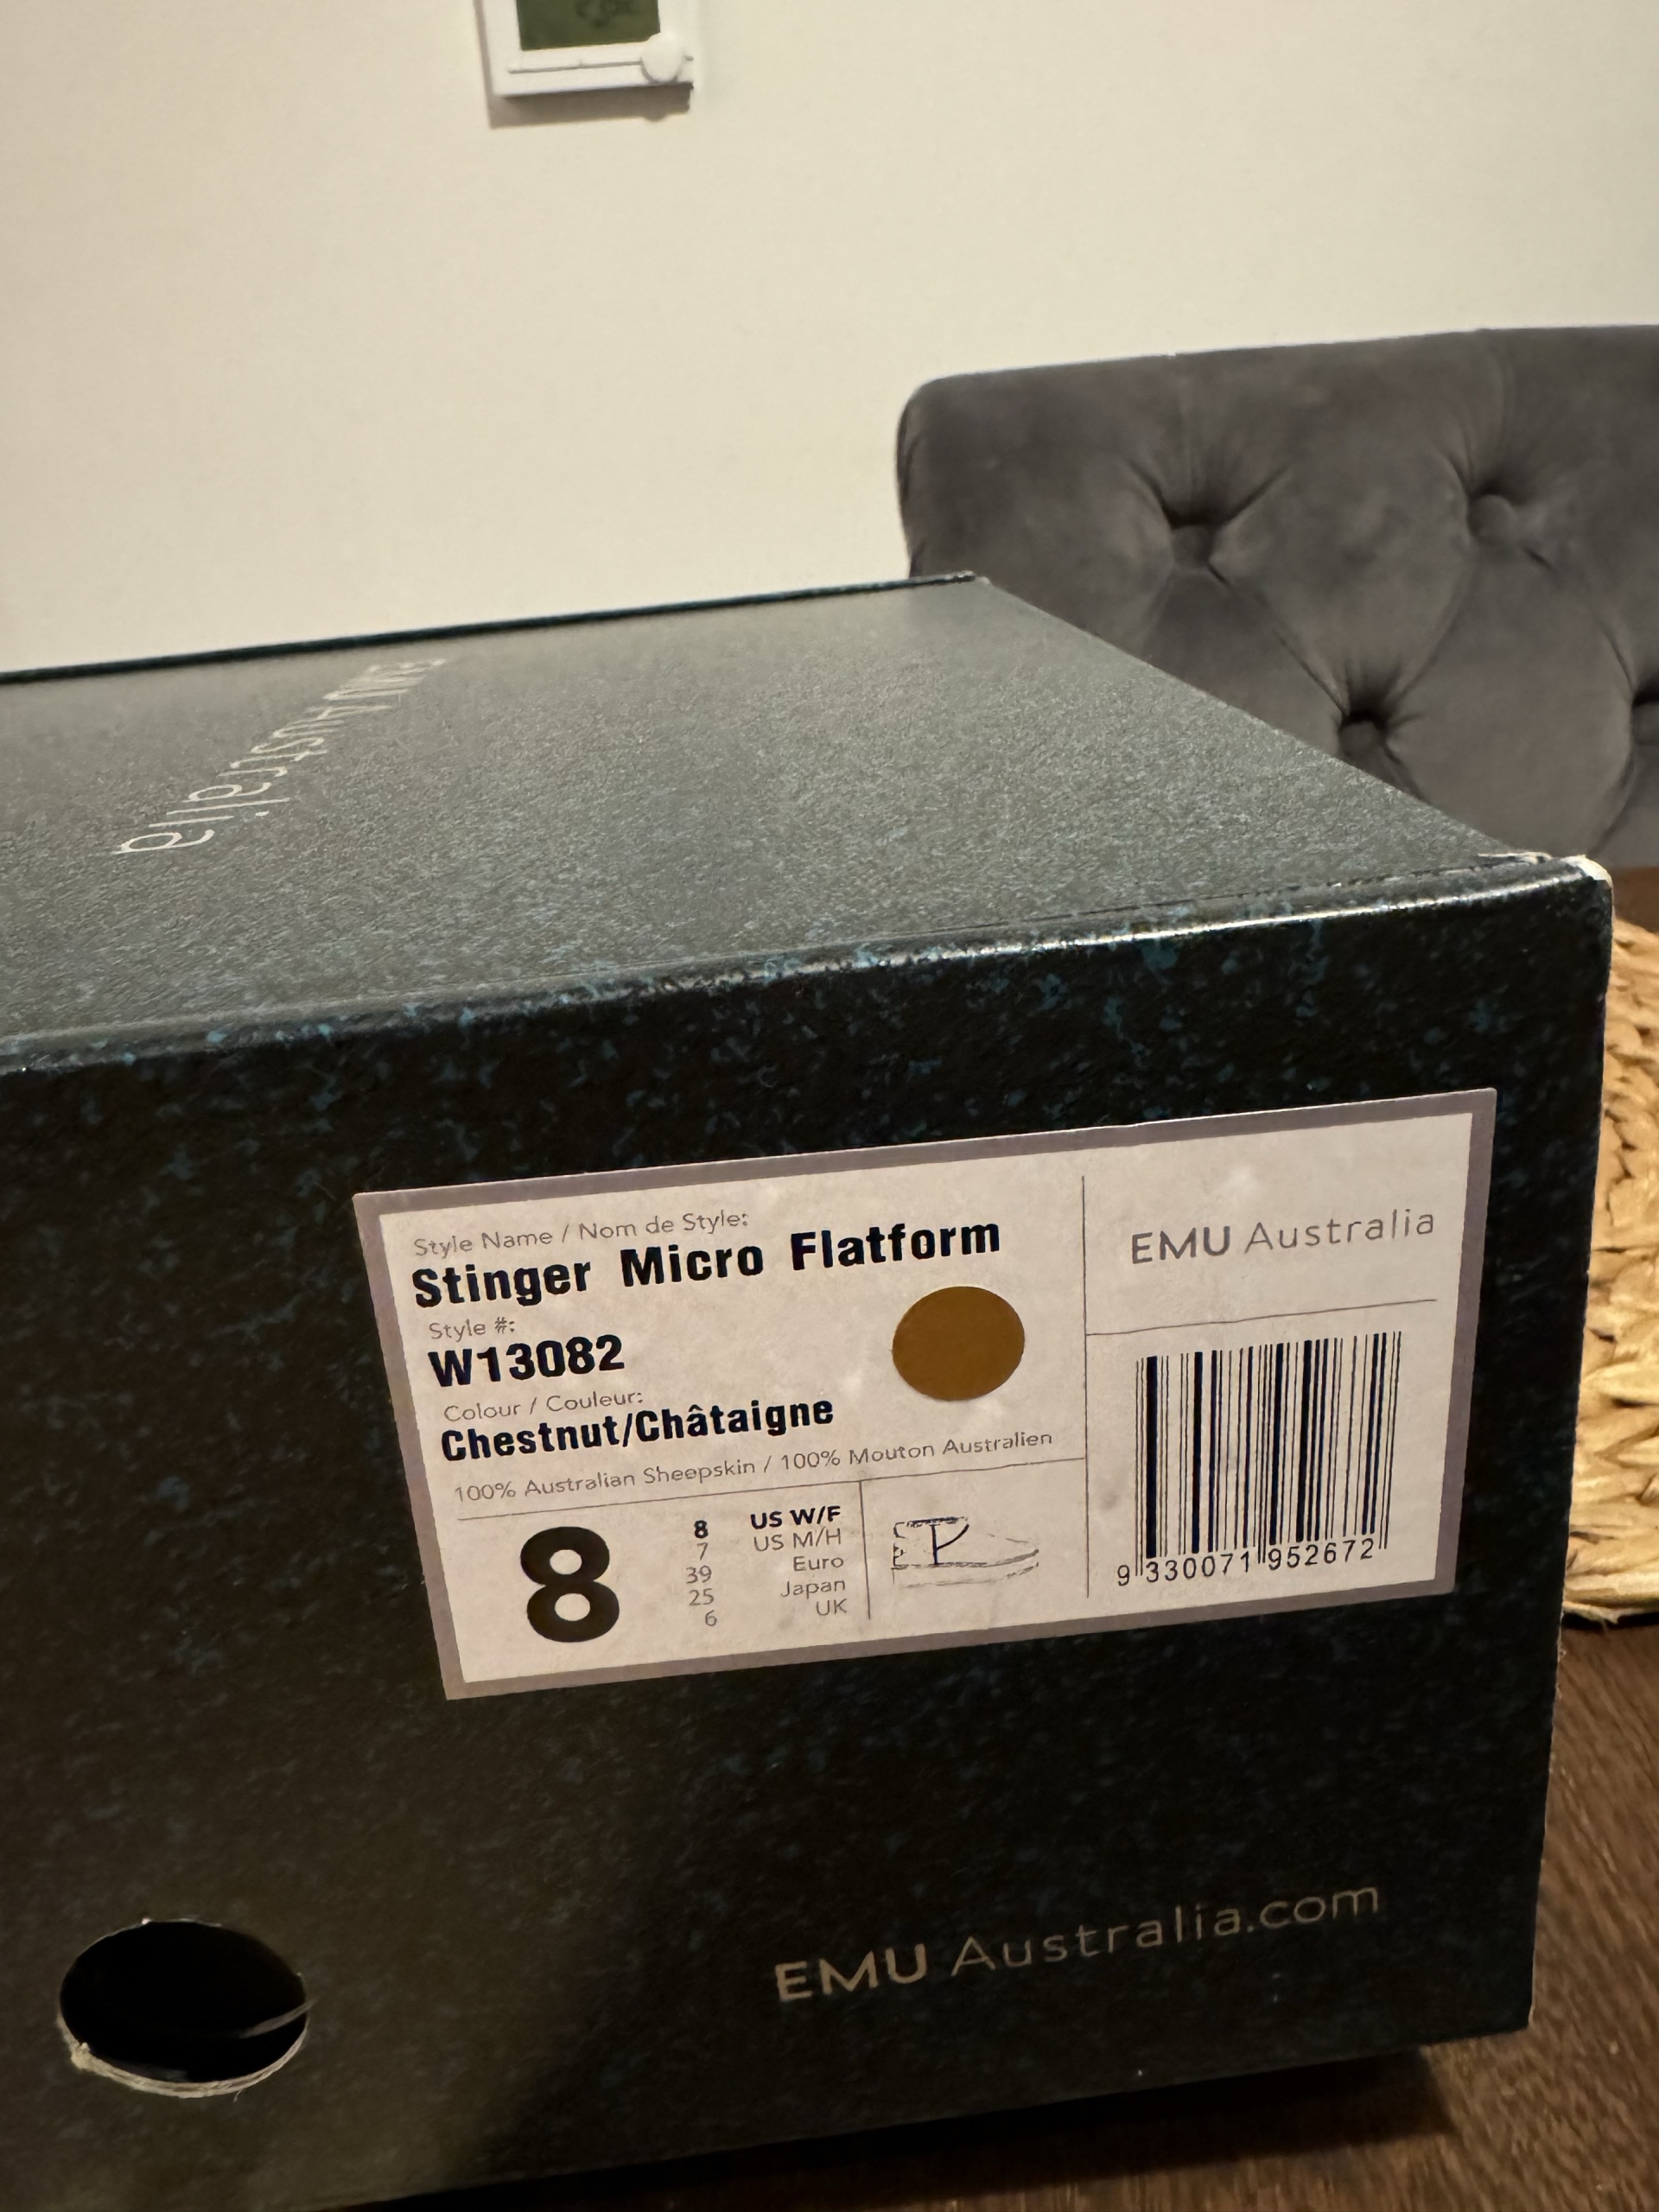 EMU Australia
Style Name / Nom de Style:
Stinger Micro Flatform
Style #:
W13082
Colour / Couleur:
Chestnut/Châtaigne
100% Australian Sheepskin / 100% Mouton Australien
8
8 US W/F
7 US M/H
39 Euro
25 Japan
6 UK
EMU Australia
9 330071 952672
EMU Australia.com